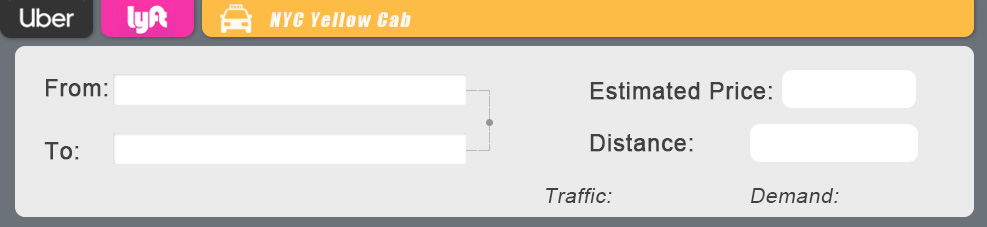 Uber lyft NYC Yellow Cab
From: Estimated Price:
To: Distance:
Traffic: Demand: